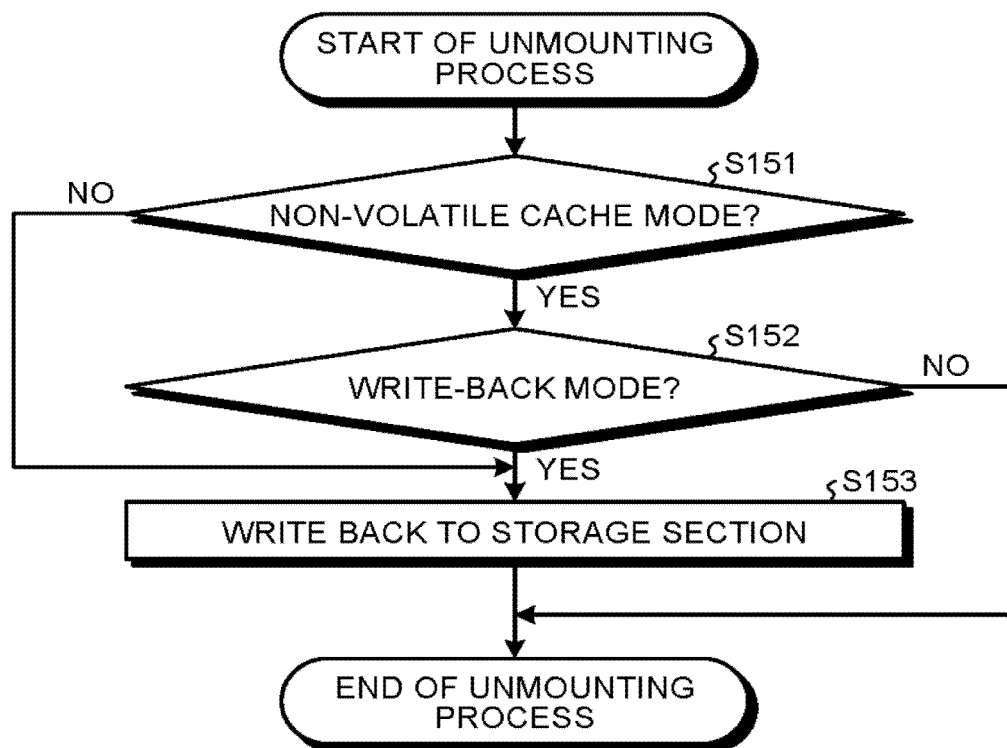 START OF UNMOUNTING
PROCESS
S151
NO
NON-VOLATILE CACHE MODE?
YES
S152
NO
WRITE-BACK MODE?
YES
S153
WRITE BACK TO STORAGE SECTION
END OF UNMOUNTING
PROCESS